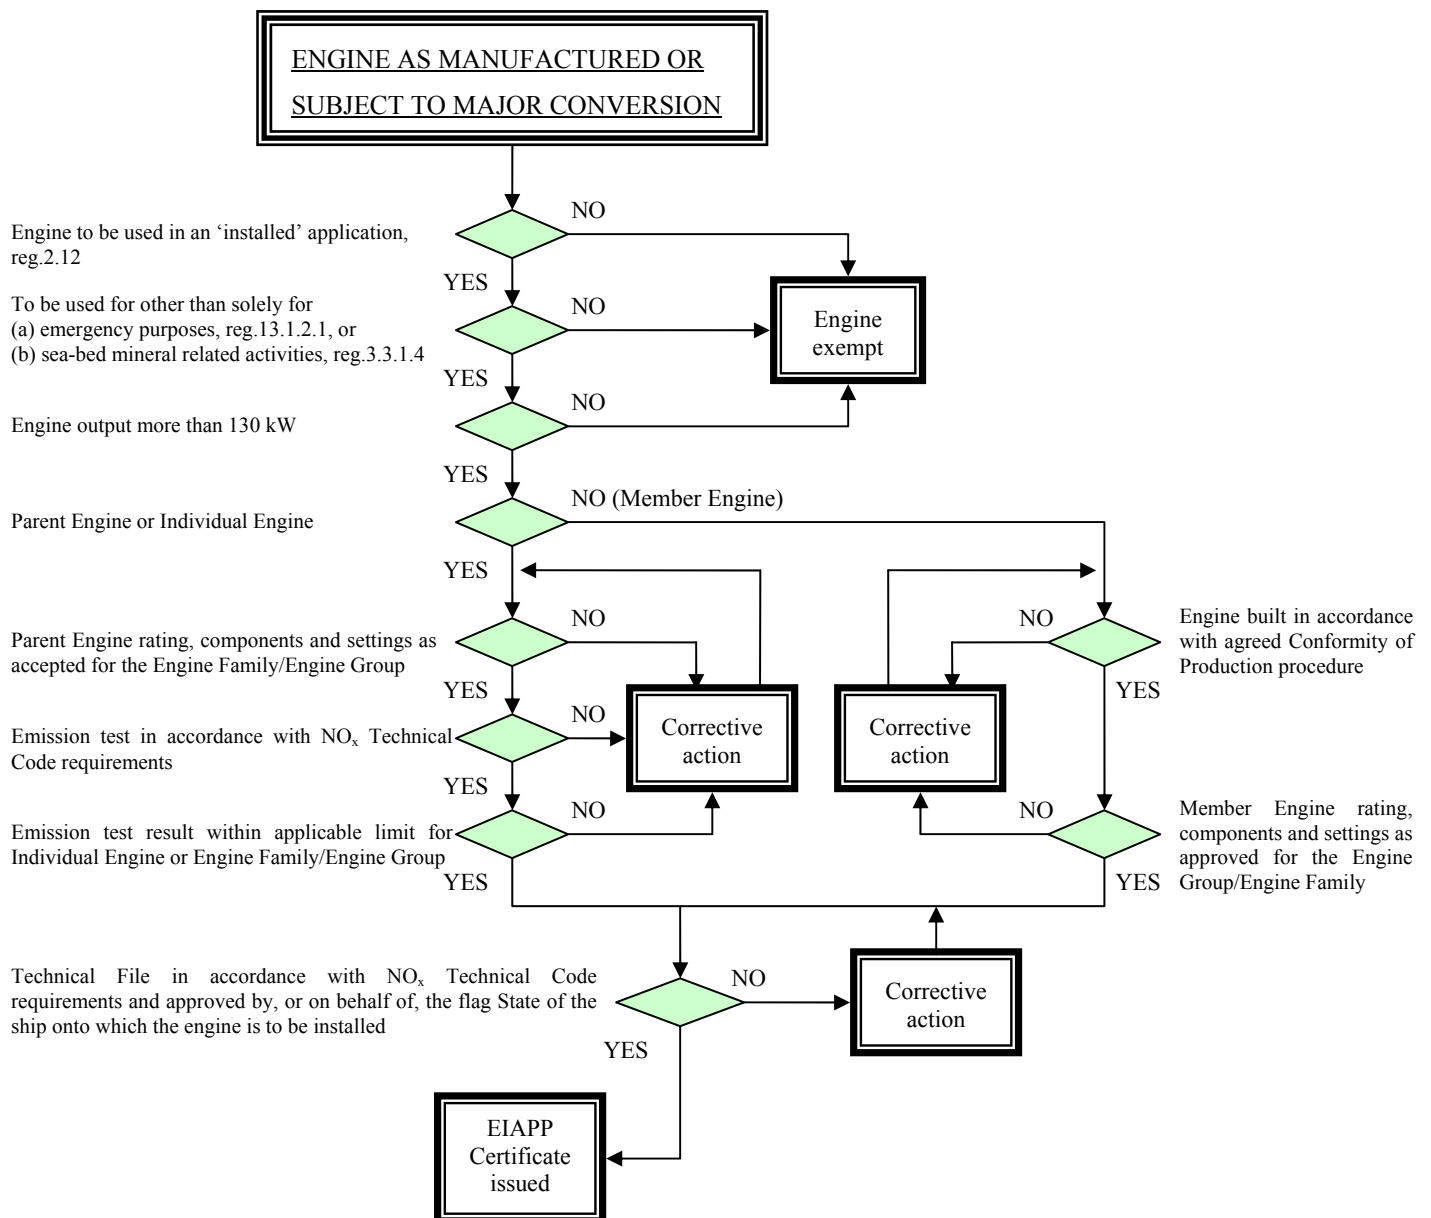 ENGINE AS MANUFACTURED OR
SUBJECT TO MAJOR CONVERSION
NO
Engine to be used in an ‘installed’ application,
reg.2.12
YES
To be used for other than solely for
(a) emergency purposes, reg.13.1.2.1, or
(b) sea-bed mineral related activities, reg.3.3.1.4
NO
Engine
exempt
YES
NO
Engine output more than 130 kW
YES
NO (Member Engine)
Parent Engine or Individual Engine
YES
NO
Parent Engine rating, components and settings as
accepted for the Engine Family/Engine Group
YES
NO
Engine built in accordance
with agreed Conformity of
Production procedure
YES
NO
Emission test in accordance with NOx Technical
Code requirements
Corrective
action
Corrective
action
YES
NO
Emission test result within applicable limit for
Individual Engine or Engine Family/Engine Group
YES
NO
Member Engine rating,
components and settings as
approved for the Engine
Group/Engine Family
YES
Technical File in accordance with NOx Technical Code
requirements and approved by, or on behalf of, the flag State of the
ship onto which the engine is to be installed
NO
Corrective
action
YES
EIAPP
Certificate
issued